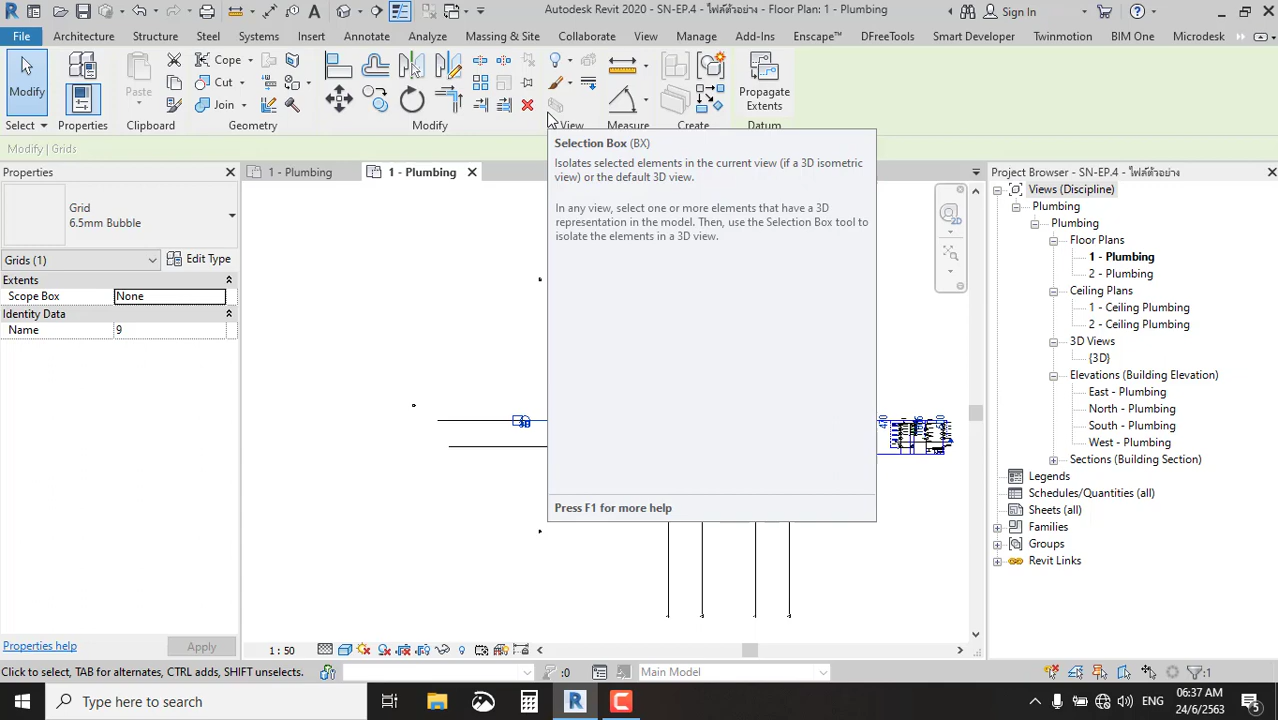 Autodesk Revit 2020 - SN-EP.4 - ไฟล์ตัวอย่าง - Floor Plan: 1 - Plumbing
Sign In
File Architecture Structure Steel Systems Insert Annotate Analyze Massing & Site Collaborate View Manage Add-Ins Enscape™ DFreeTools Smart Developer Twinmotion BIM One Microdesk
Modify Paste Cope Cut Join Propagate Extents
Select Properties Clipboard Geometry Modify View Measure Create Datum
Modify | Grids
Properties
1 - Plumbing
1 - Plumbing
Project Browser - SN-EP.4 - ไฟล์ตัวอย่าง
Grid
6.5mm Bubble
Grids (1) Edit Type
Extents
Scope Box None
Identity Data
Name 9
Properties help Apply
Selection Box (BX)
Isolates selected elements in the current view (if a 3D isometric
view) or the default 3D view.
In any view, select one or more elements that have a 3D
representation in the model. Then, use the Selection Box tool to
isolate the elements in a 3D view.
Press F1 for more help
2D
Views (Discipline)
Plumbing
Plumbing
Floor Plans
1 - Plumbing
2 - Plumbing
Ceiling Plans
1 - Ceiling Plumbing
2 - Ceiling Plumbing
3D Views
{3D}
Elevations (Building Elevation)
East - Plumbing
North - Plumbing
South - Plumbing
West - Plumbing
Sections (Building Section)
Legends
Schedules/Quantities (all)
Sheets (all)
Families
Groups
Revit Links
1 : 50
Click to select, TAB for alternates, CTRL adds, SHIFT unselects.
:0
Main Model
:1
Type here to search
ENG
06:37 AM
24/6/2563
5